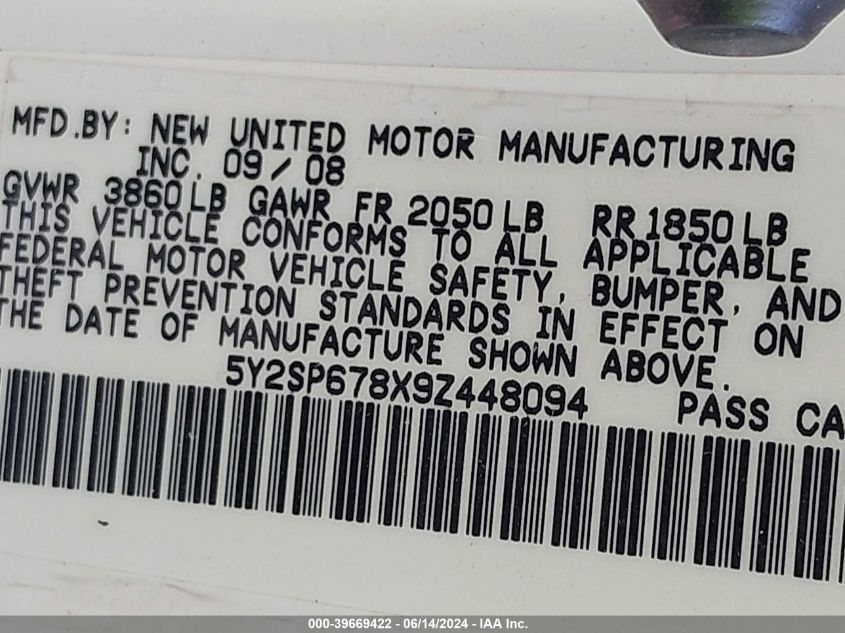 MFD.BY: NEW UNITED MOTOR MANUFACTURING
INC. 09/08
GVWR 3860LB GAWR FR 2050LB RR1850LB
THIS VEHICLE CONFORMS TO ALL APPLICABLE
FEDERAL MOTOR VEHICLE SAFETY, BUMPER, AND
THEFT PREVENTION STANDARDS IN EFFECT ON
THE DATE OF MANUFACTURE SHOWN ABOVE.
5Y2SP678X9Z448094 PASS CA
000-39669422 - 06/14/2024 - IAA Inc.